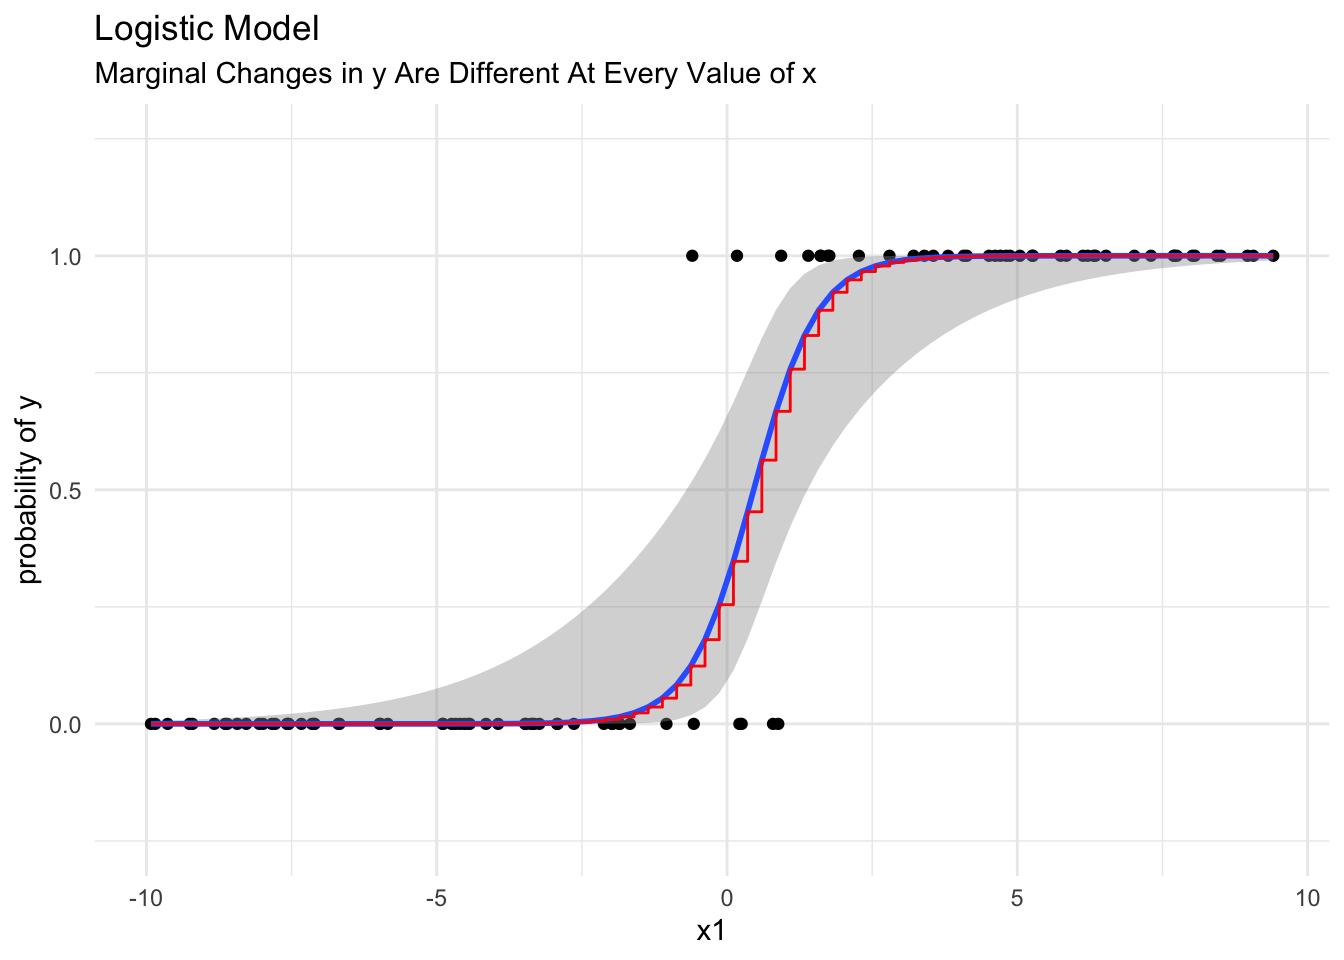 Logistic Model
Marginal Changes in y Are Different At Every Value of x
probability of y
1.0
0.5
0.0
-10
-5
0
5
10
x1